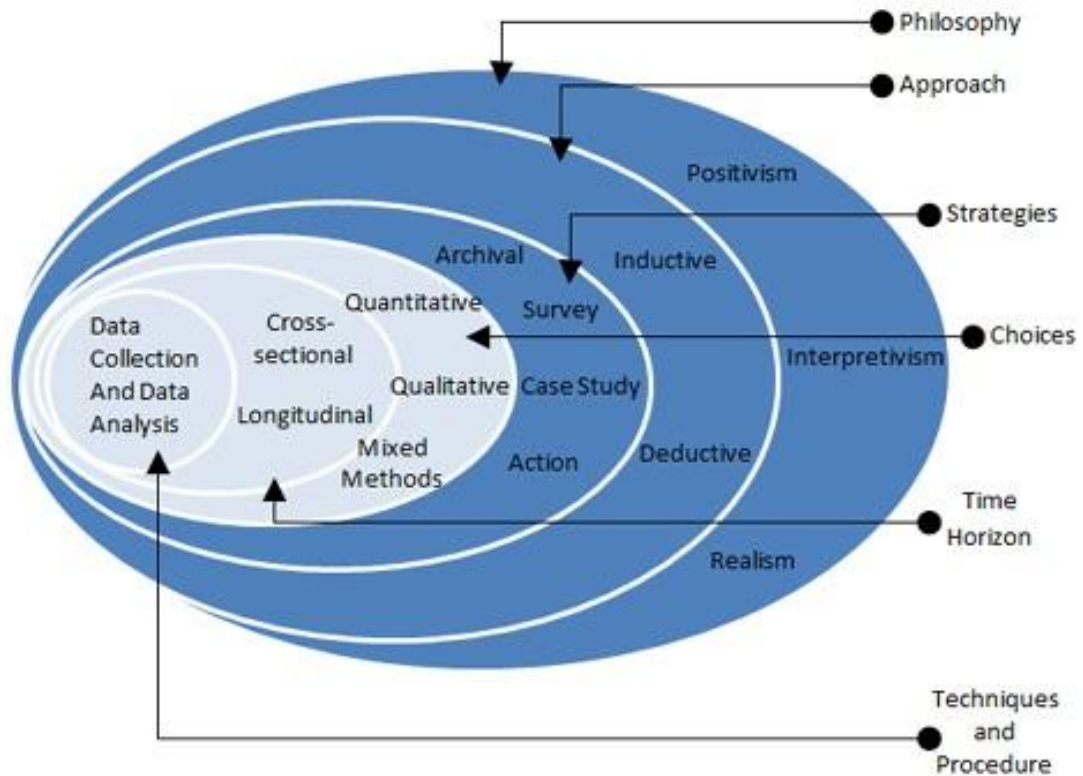 Philosophy
Approach
Positivism
Strategies
Archival
Inductive
Quantitative
Survey
Data
Collection
And Data
Analysis
Cross-
sectional
Choices
Interpretivism
Qualitative
Case Study
Longitudinal
Mixed
Methods
Action
Deductive
Time
Horizon
Realism
Techniques
and
Procedure